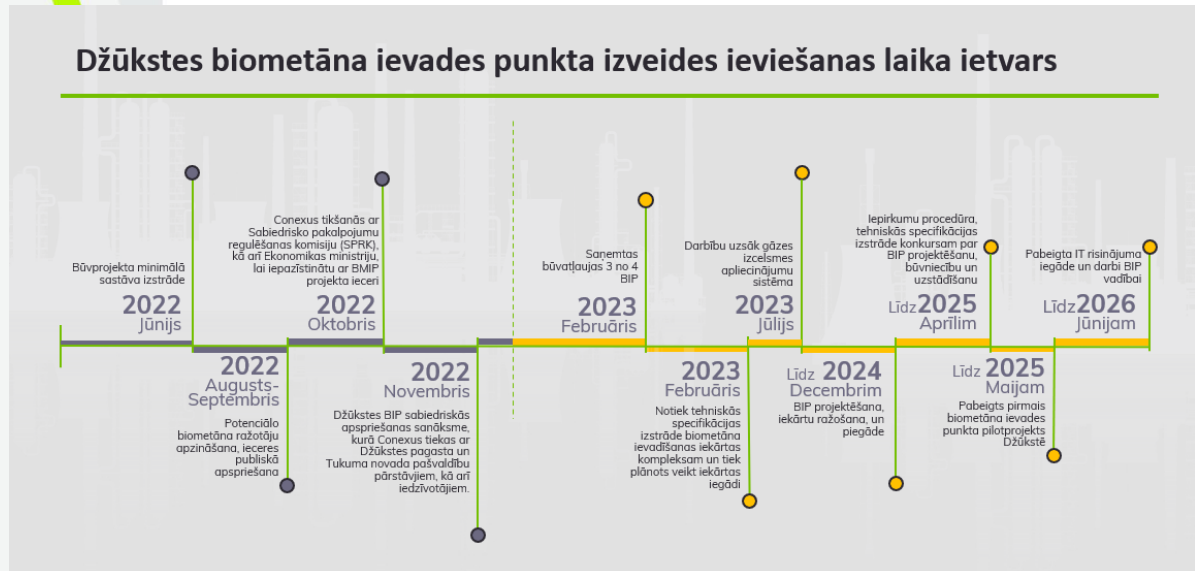 Džūkstes biometāna ievades punkta izveides ieviešanas laika ietvars
Būvprojekta minimālā
sastāva izstrāde
2022
Jūnijs
2022
Augusts-
Septembris
Potenciālo
biometāna ražotāju
apzināšana, ieceres
publiskā
apspriešana
Conexus tikšanās ar
Sabiedrisko pakalpojumu
regulēšanas komisiju (SPRK),
kā arī Ekonomikas ministriju,
lai iepazīstinātu ar BMIP
projekta ieceri
2022
Oktobris
2022
Novembris
Džūkstes BIP sabiedriskās
apspriešanas sanāksme,
kurā Conexus tiekas ar
Džūkstes pagasta un
Tukuma novada pašvaldību
pārstāvjiem, kā arī
iedzīvotājiem.
Saņemtas
būvatļaujas 3 no 4
BIP
2023
Februāris
2023
Februāris
Notiek tehniskās
specifikācijas
izstrāde biometāna
ievadīšanas iekārtas
kompleksam un tiek
plānots veikt iekārtas
iegādi
Darbību uzsāk gāzes
izcelsmes
apliecinājumu
sistēma
2023
Jūlijs
Līdz 2024
Decembrim
BIP projektēšana,
iekārtu ražošana, un
piegāde
Iepirkumu procedūra,
tehniskās specifikācijas
izstrāde konkursam par
BIP projektēšanu,
būvniecību un
uzstādīšanu
Līdz 2025
Aprīlim
Līdz 2025
Maijam
Pabeigts pirmais
biometāna ievades
punkta pilotprojekts
Džūkstē
Pabeigta IT risinājuma
iegāde un darbi BIP
vadībai
Līdz 2026
Jūnijam